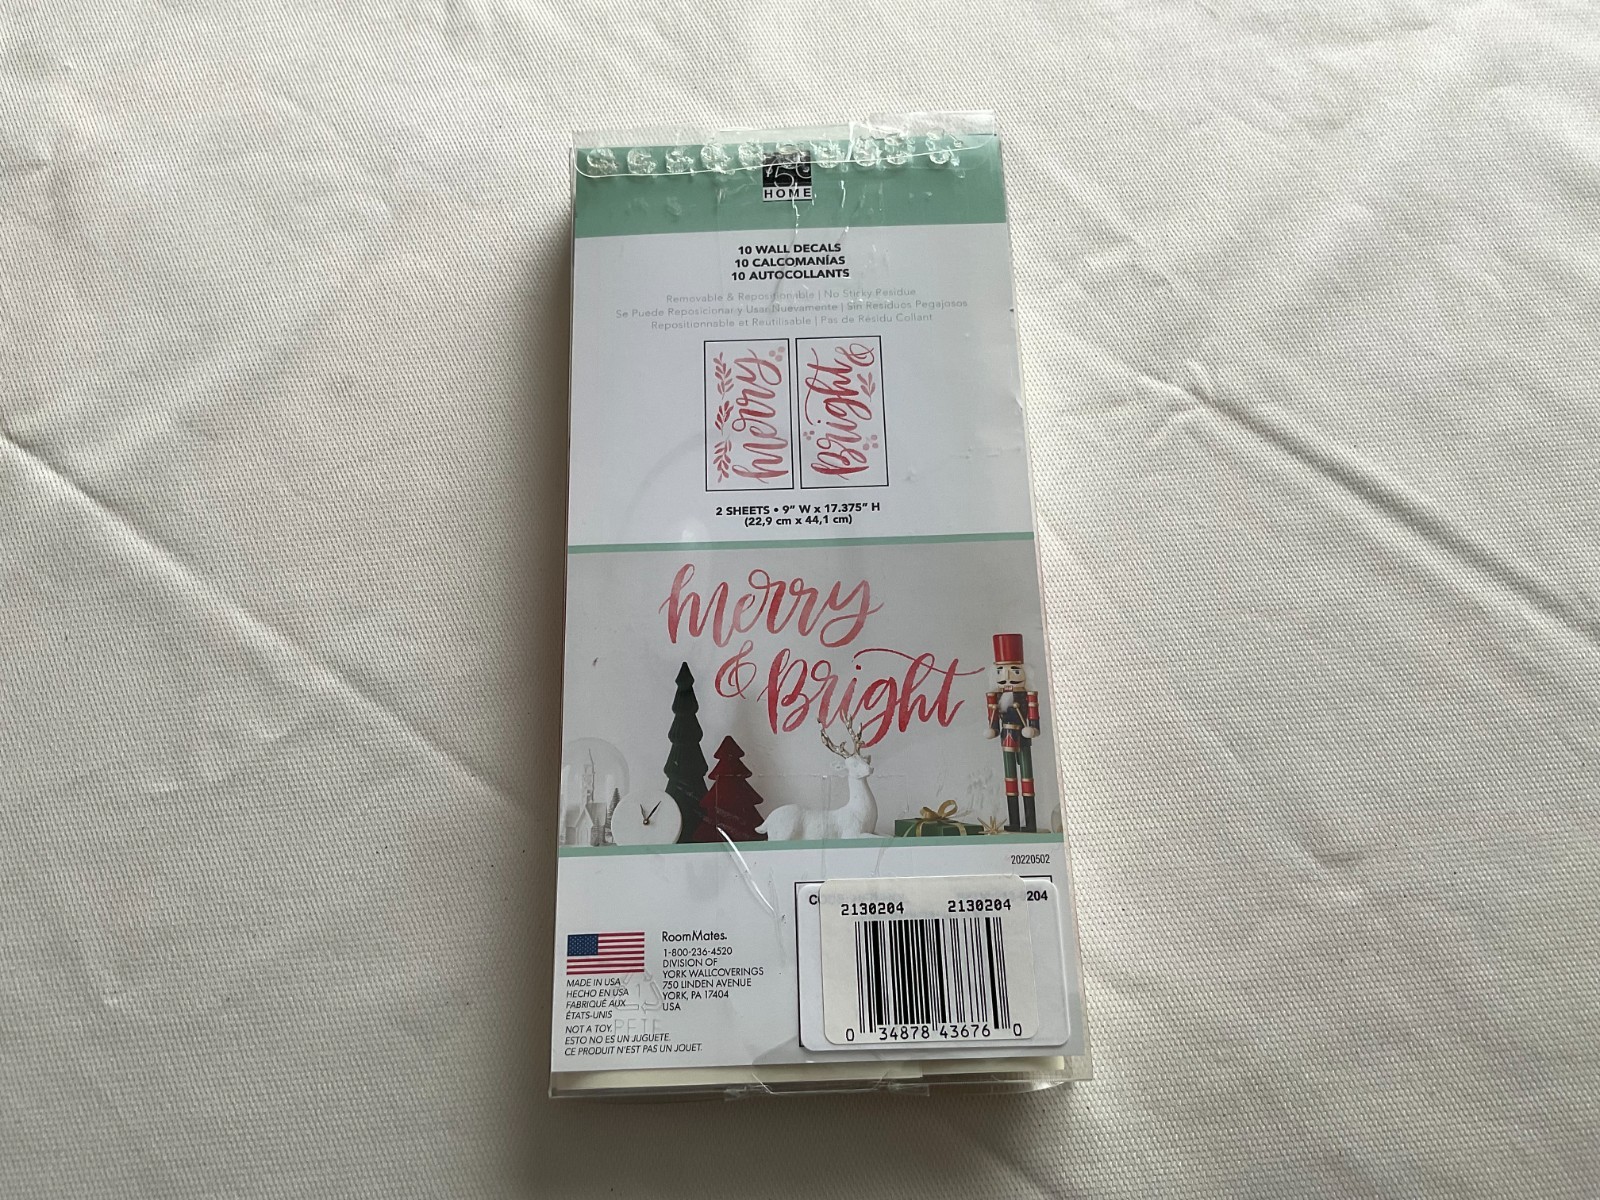 HOME
10 WALL DECALS
10 CALCOMANÍAS
10 AUTOCOLLANTS
Removable & Repositionable | No Sticky Residue
Se Puede Reposicionar y Usar Nuevamente | Sin Residuos Pegajosos
Repositionnable et Reutilisable | Pas de Résidu Collant
merry
Bright
&
2 SHEETS • 9" W x 17.375" H
(22,9 cm x 44,1 cm)
merry
& Bright
20220502
204
2130204 2130204
0 34878 43676 0
RoomMates.
1-800-236-4520
DIVISION OF
YORK WALLCOVERINGS
750 LINDEN AVENUE
YORK, PA 17404
USA
MADE IN USA
HECHO EN USA
FABRIQUÉ AUX
ÉTATS-UNIS
NOT A TOY.
ESTO NO ES UN JUGUETE.
CE PRODUIT N'EST PAS UN JOUET.
1
PETE